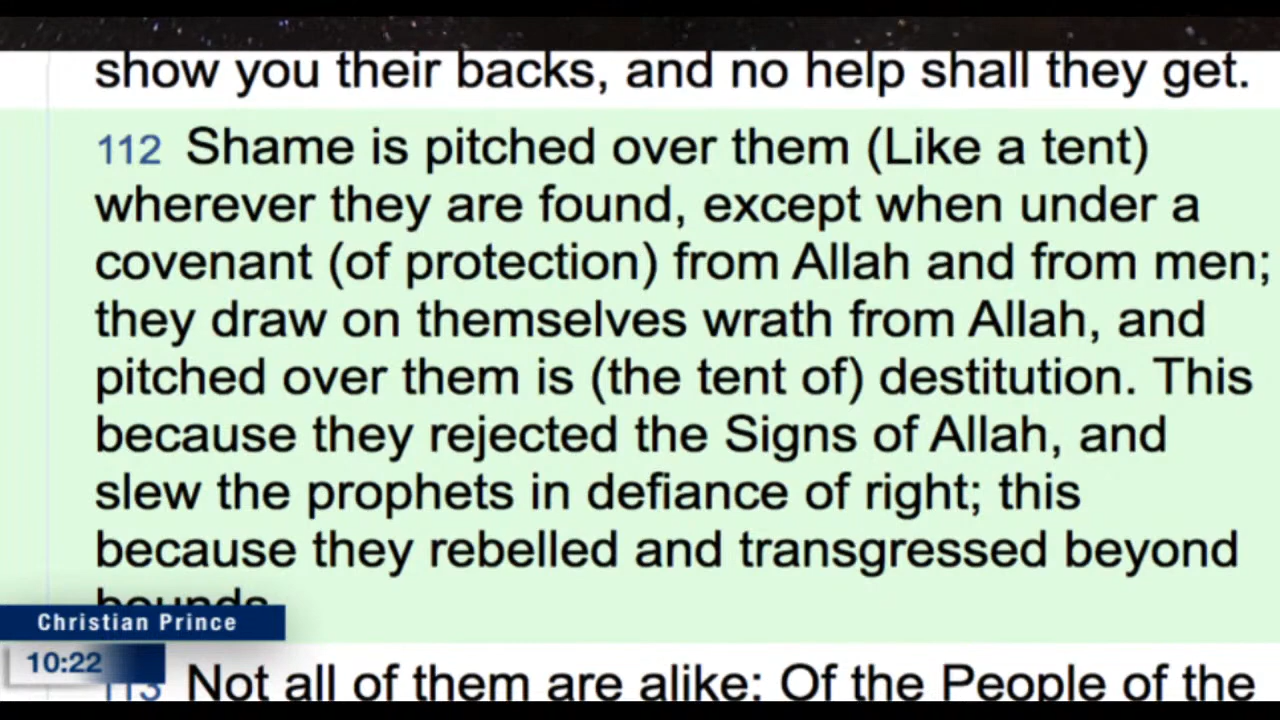 show you their backs, and no help shall they get.
112 Shame is pitched over them (Like a tent)
wherever they are found, except when under a
covenant (of protection) from Allah and from men;
they draw on themselves wrath from Allah, and
pitched over them is (the tent of) destitution. This
because they rejected the Signs of Allah, and
slew the prophets in defiance of right; this
because they rebelled and transgressed beyond
bounds.
Christian Prince
10:22
113 Not all of them are alike: Of the People of the